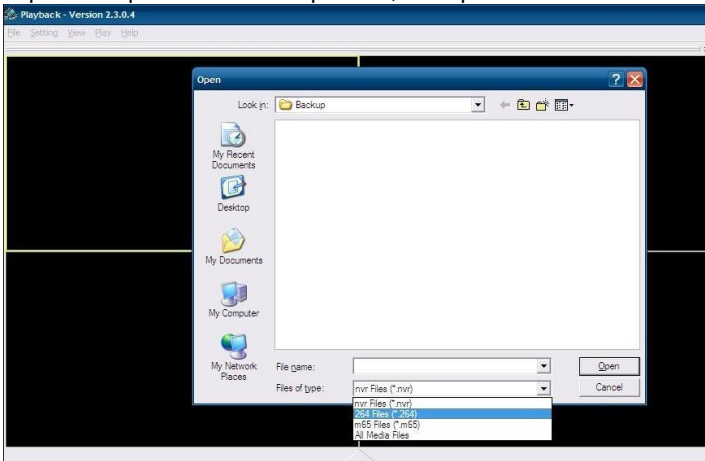 Playback - Version 2.3.0.4
File Setting View Play Help
Open
Look in: Backup
My Recent
Documents
Desktop
My Documents
My Computer
My Network
Places
File name:
Open
Files of type: nvr Files (*.nvr)
Cancel
nvr Files (*.nvr)
264 Files (*.264)
m65 Files (*.m65)
All Media Files